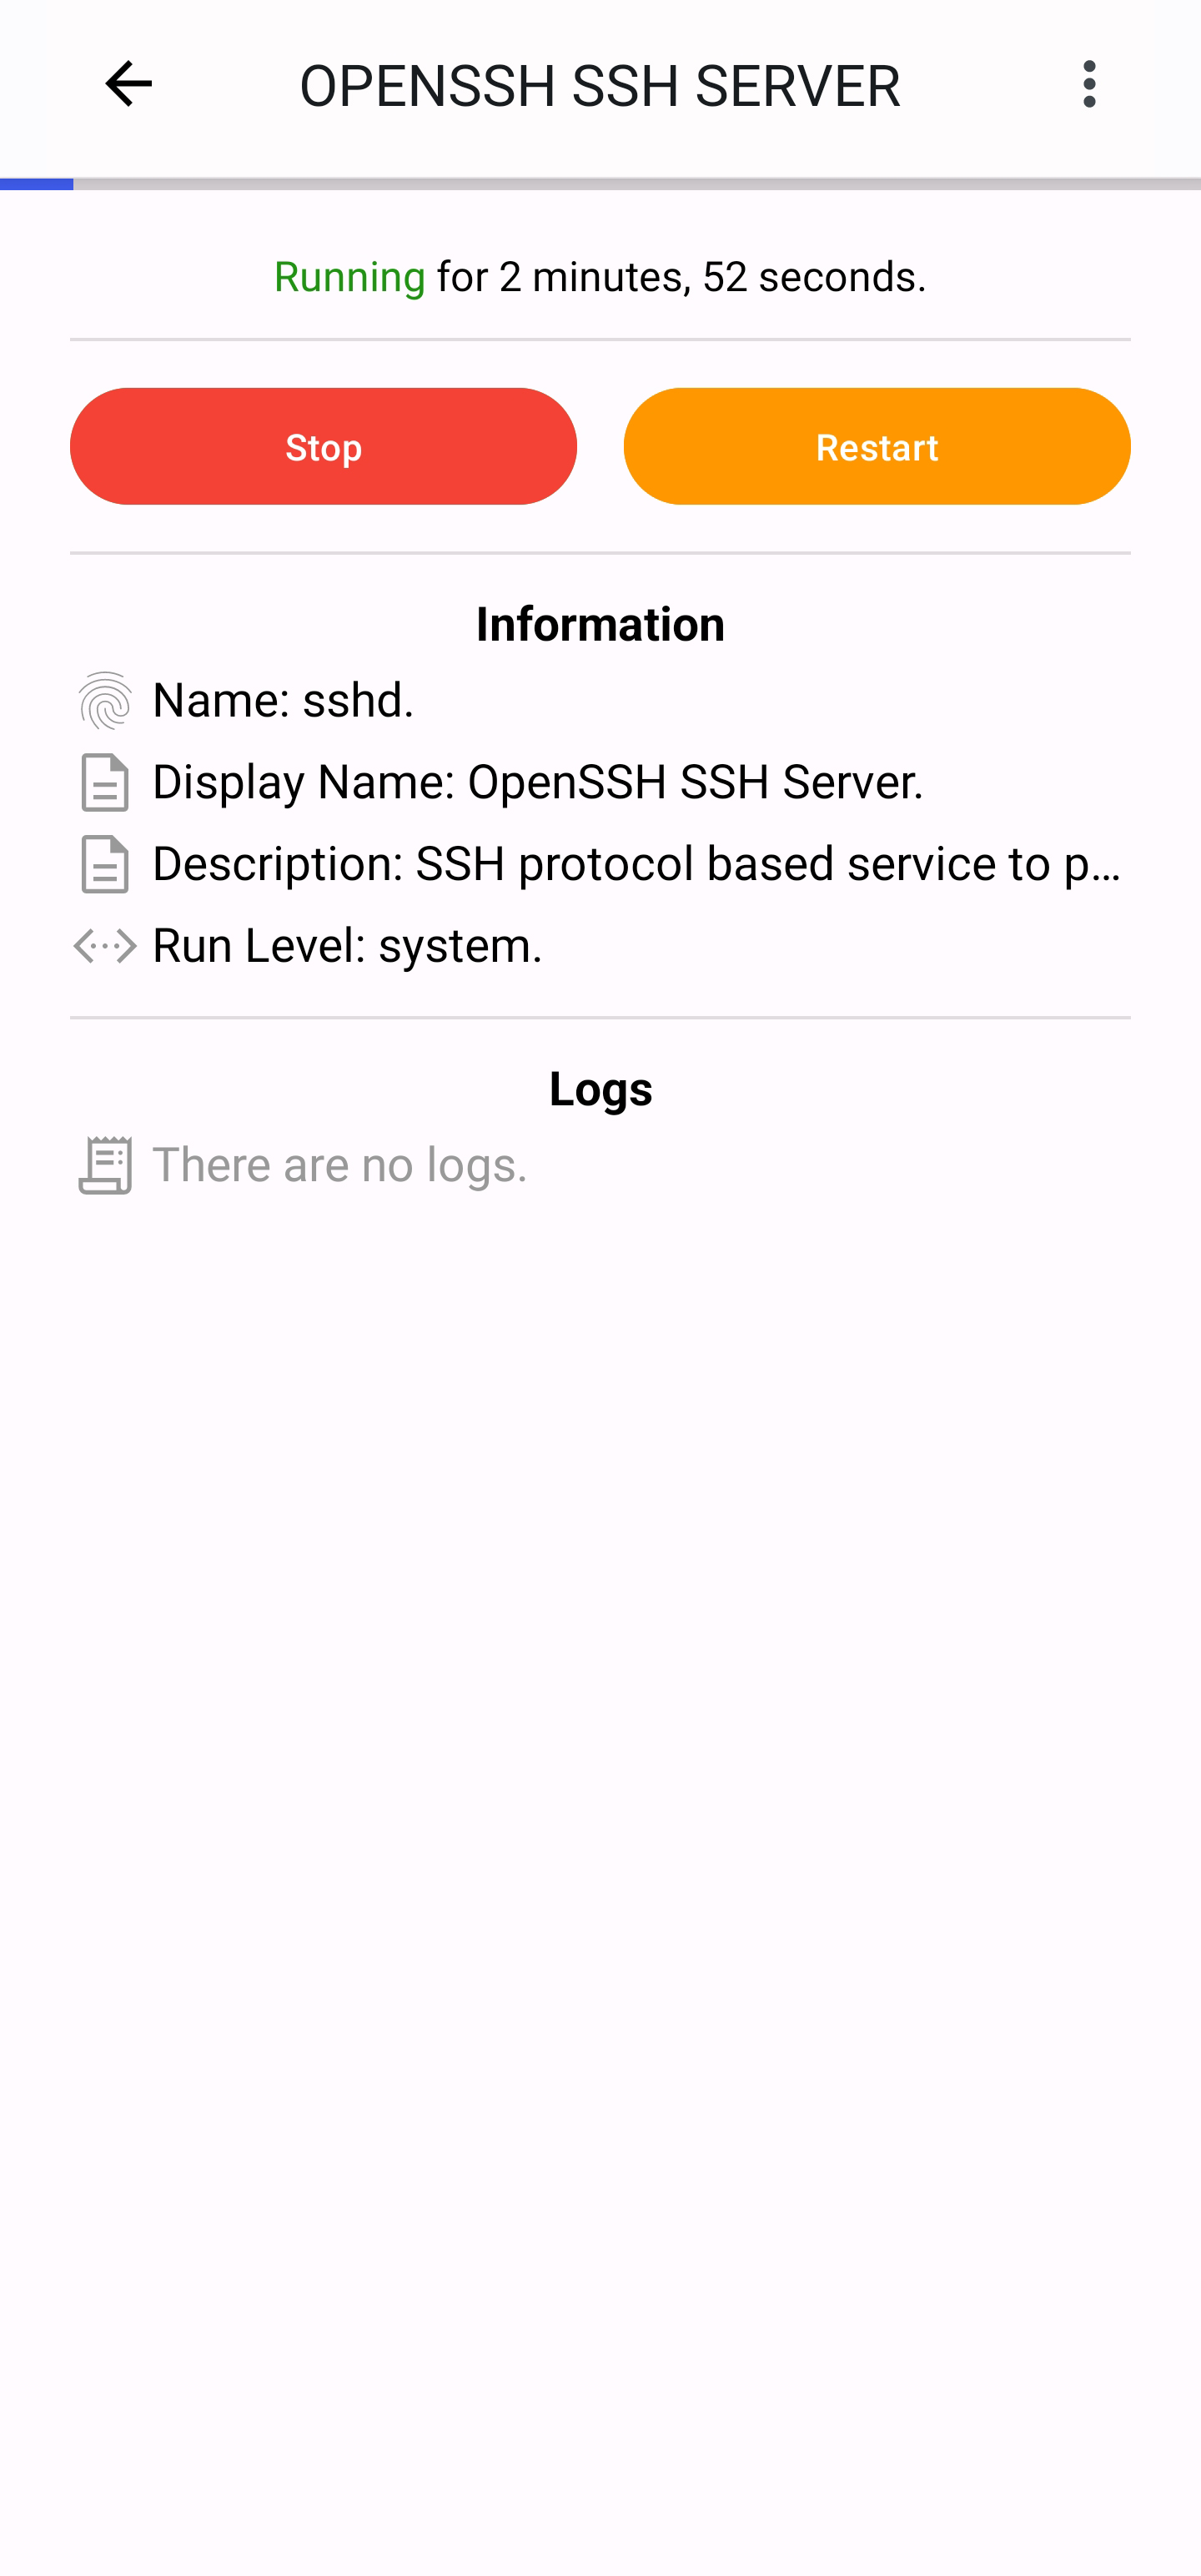 OPENSSH SSH SERVER
Running for 2 minutes, 52 seconds.
Stop
Restart
Information
Name: sshd.
Display Name: OpenSSH SSH Server.
Description: SSH protocol based service to p...
Run Level: system.
Logs
There are no logs.